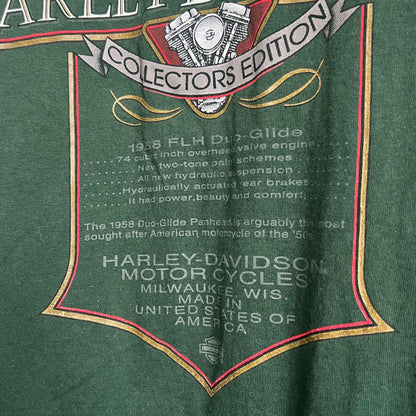 COLLECTORS EDITION
1958 FLH Duo-Glide
74 cubic inch overhead valve engine
New two-tone paint schemes
All new hydraulic suspension
Hydraulically actuated rear brakes
It had power, beauty and comfort
The 1958 Duo-Glide Panhead is arguably the most
sought after American motorcycle of the '50s
HARLEY-DAVIDSON
MOTOR CYCLES
MILWAUKEE, WIS.
MADE IN
UNITED STATES OF
AMERICA